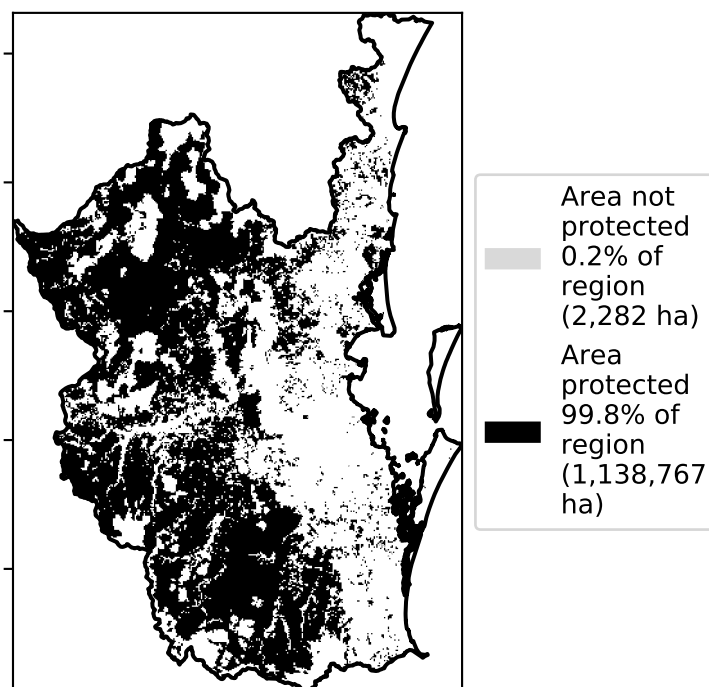 Area not
protected
0.2% of
region
(2,282 ha)
Area
protected
99.8% of
region
(1,138,767
ha)